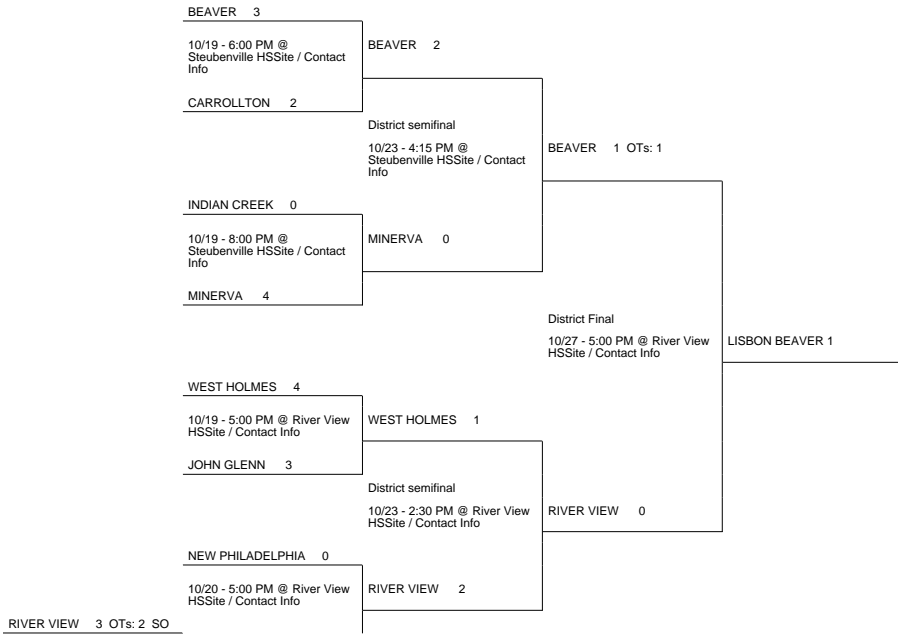 BEAVER 3
10/19 - 6:00 PM @
Steubenville HSSite / Contact
Info
BEAVER 2
CARROLLTON 2
District semifinal
10/23 - 4:15 PM @
Steubenville HSSite / Contact
Info
BEAVER 1 OTs: 1
INDIAN CREEK 0
10/19 - 8:00 PM @
Steubenville HSSite / Contact
Info
MINERVA 0
MINERVA 4
District Final
10/27 - 5:00 PM @ River View
HSSite / Contact Info
LISBON BEAVER 1
WEST HOLMES 4
10/19 - 5:00 PM @ River View
HSSite / Contact Info
WEST HOLMES 1
JOHN GLENN 3
District semifinal
10/23 - 2:30 PM @ River View
HSSite / Contact Info
RIVER VIEW 0
NEW PHILADELPHIA 0
10/20 - 5:00 PM @ River View
HSSite / Contact Info
RIVER VIEW 2
RIVER VIEW 3 OTs: 2 SO